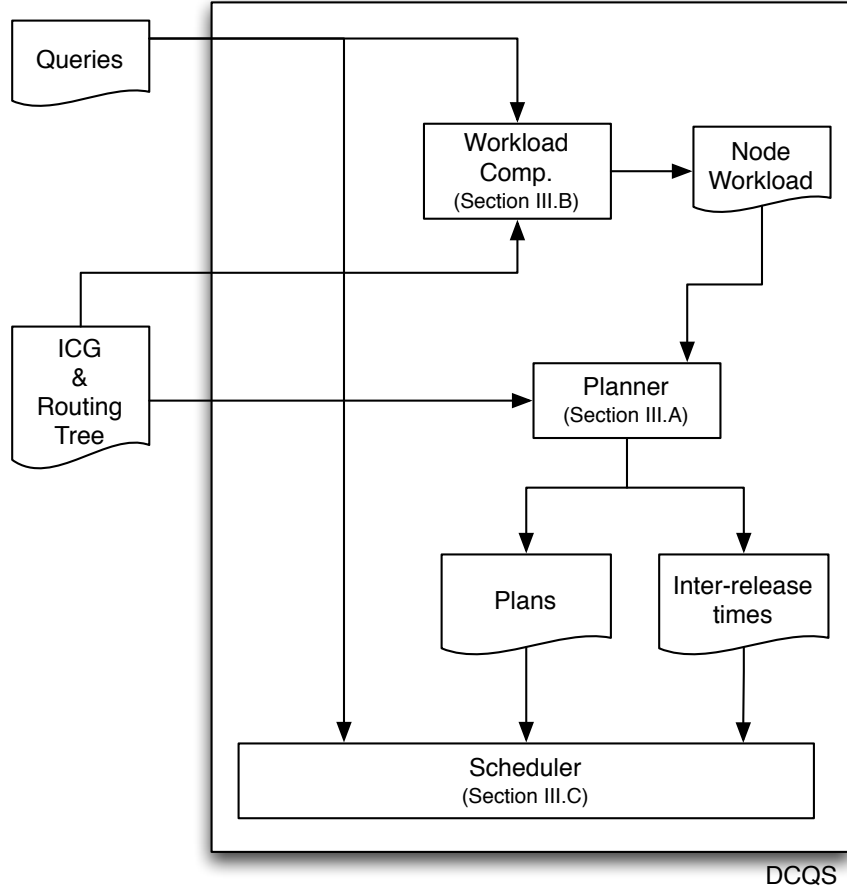 Queries
Workload
Comp.
(Section III.B)
Node
Workload
ICG
&
Routing
Tree
Planner
(Section III.A)
Plans
Inter-release
times
Scheduler
(Section III.C)
DCQS